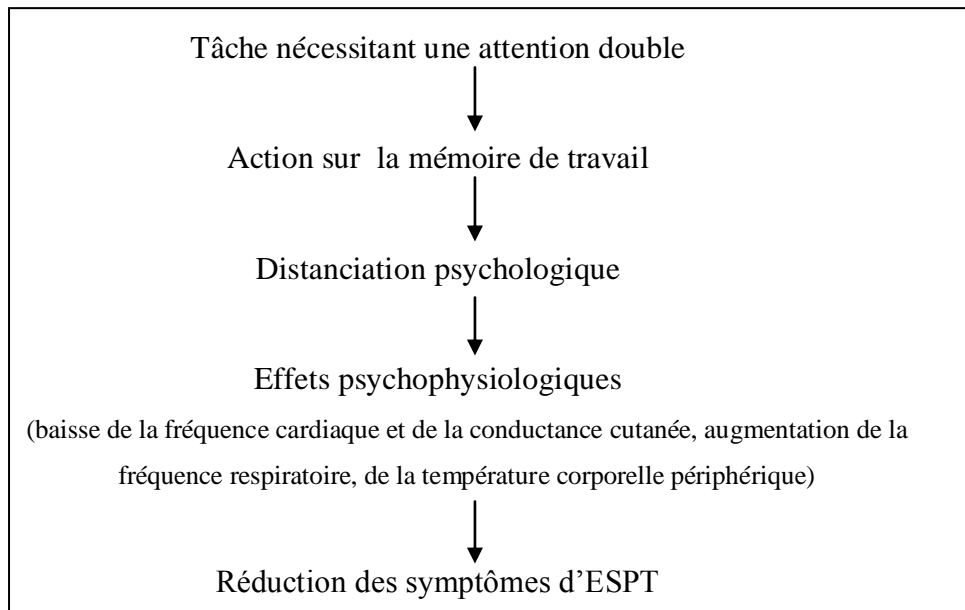 Tâche nécessitant une attention double
Action sur la mémoire de travail
Distanciation psychologique
Effets psychophysiologiques
(baisse de la fréquence cardiaque et de la conductance cutanée, augmentation de la
fréquence respiratoire, de la température corporelle périphérique)
Réduction des symptômes d’ESPT